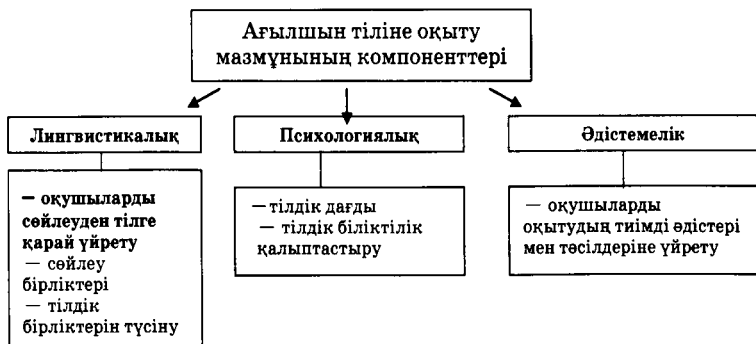 Ағылшын тіліне оқыту
мазмұнының компоненттері
Лингвистикалық
Психологиялық
Әдістемелік
— оқушыларды
сөйлеуден тілге
қарай үйрету
— сөйлеу
бірліктері
— тілдік
бірліктерін түсіну
— тілдік дағды
— тілдік біліктілік
қалыптастыру
— оқушыларды
оқытудың тиімді әдістері
мен тәсілдеріне үйрету